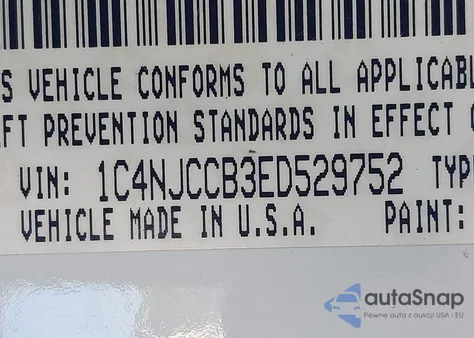 S VEHICLE CONFORMS TO ALL APPLICABL
FT PREVENTION STANDARDS IN EFFECT
VIN: 1C4NJCCB3ED529752 TYP
VEHICLE MADE IN U.S.A. PAINT:
autaSnap
Pewne auta z aukcji USA i EU